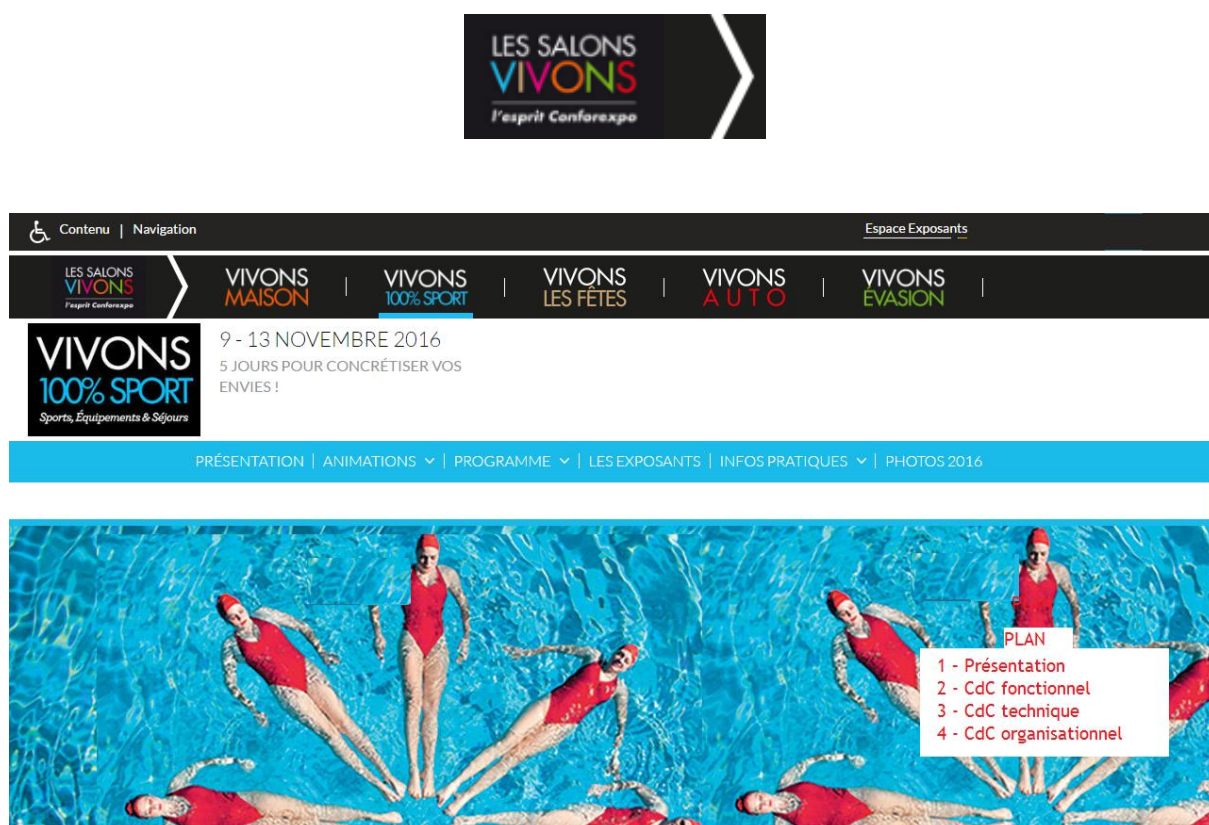 LES SALONS
VIVONS
l'esprit Conforexpo
Contenu | Navigation
Espace Exposants
LES SALONS
VIVONS
l'esprit Conforexpo
VIVONS
MAISON
VIVONS
100% SPORT
VIVONS
LES FÊTES
VIVONS
AUTO
VIVONS
ÉVASION
VIVONS
100% SPORT
Sports, Équipements & Séjours
9 - 13 NOVEMBRE 2016
5 JOURS POUR CONCRÉTISER VOS
ENVIES !
PRÉSENTATION | ANIMATIONS | PROGRAMME | LES EXPOSANTS | INFOS PRATIQUES | PHOTOS 2016
PLAN
1 - Présentation
2 - CdC fonctionnel
3 - CdC technique
4 - CdC organisationnel